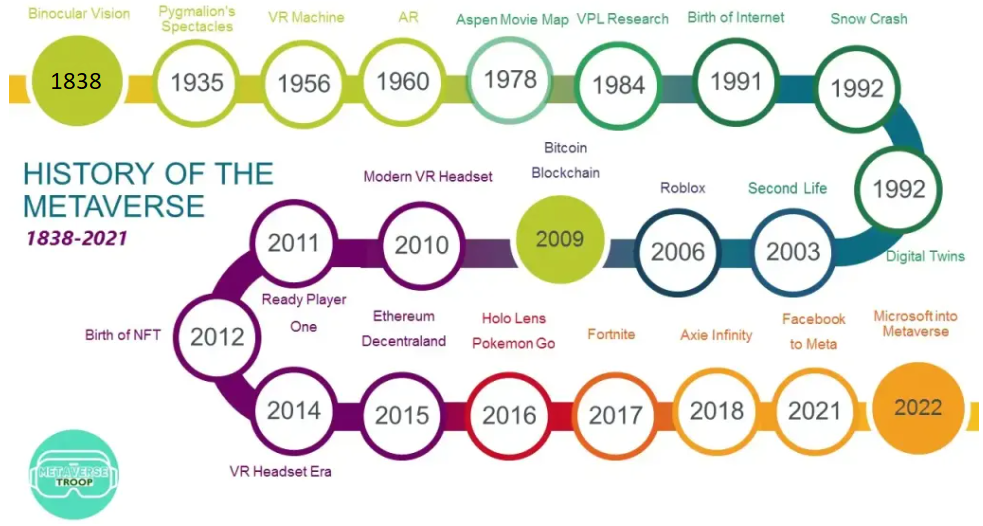 Binocular Vision
1838
Pygmalion's
Spectacles
1935
VR Machine
1956
AR
1960
Aspen Movie Map
1978
VPL Research
1984
Birth of Internet
1991
Snow Crash
1992
1992
Digital Twins
HISTORY OF THE
METAVERSE
1838-2021
Second Life
2003
Roblox
2006
Bitcoin
Blockchain
2009
Modern VR Headset
2010
2011
Ready Player
One
Birth of NFT
2012
2014
VR Headset Era
Ethereum
Decentraland
2015
Holo Lens
Pokemon Go
2016
Fortnite
2017
Axie Infinity
2018
Facebook
to Meta
2021
Microsoft into
Metaverse
2022
METAVERSE
TROOP